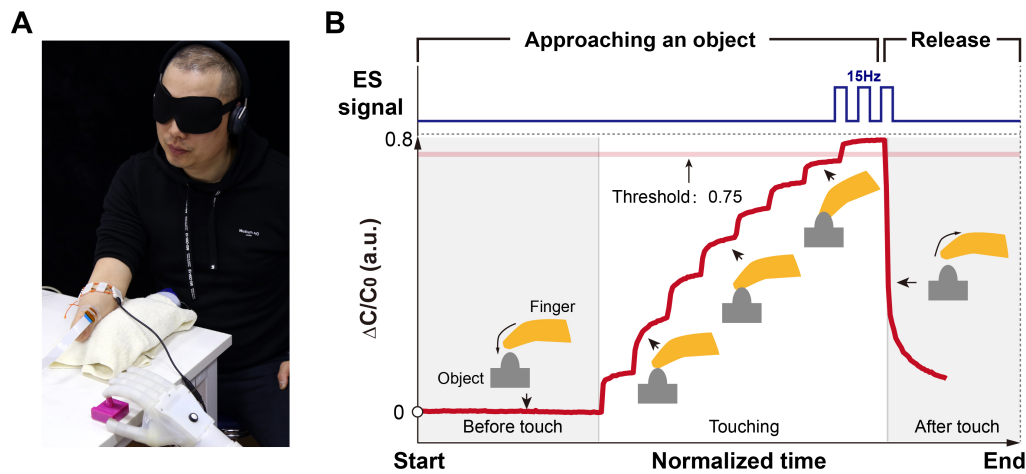 A
B
Approaching an object
Release
ES
signal
15Hz
0.8
Threshold: 0.75
ΔC/C0 (a.u.)
Finger
Object
0
Before touch
Touching
After touch
Start
Normalized time
End